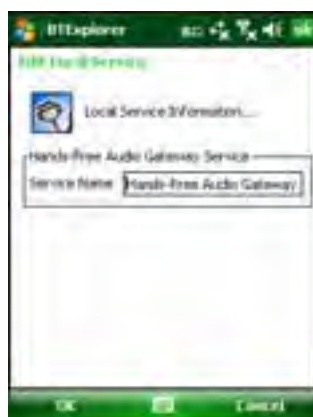 BTExplorer
ok
Edit Local Service
Local Service Information...
Hands-Free Audio Gateway Service
Service Name Hands-Free Audio Gateway
OK Cancel